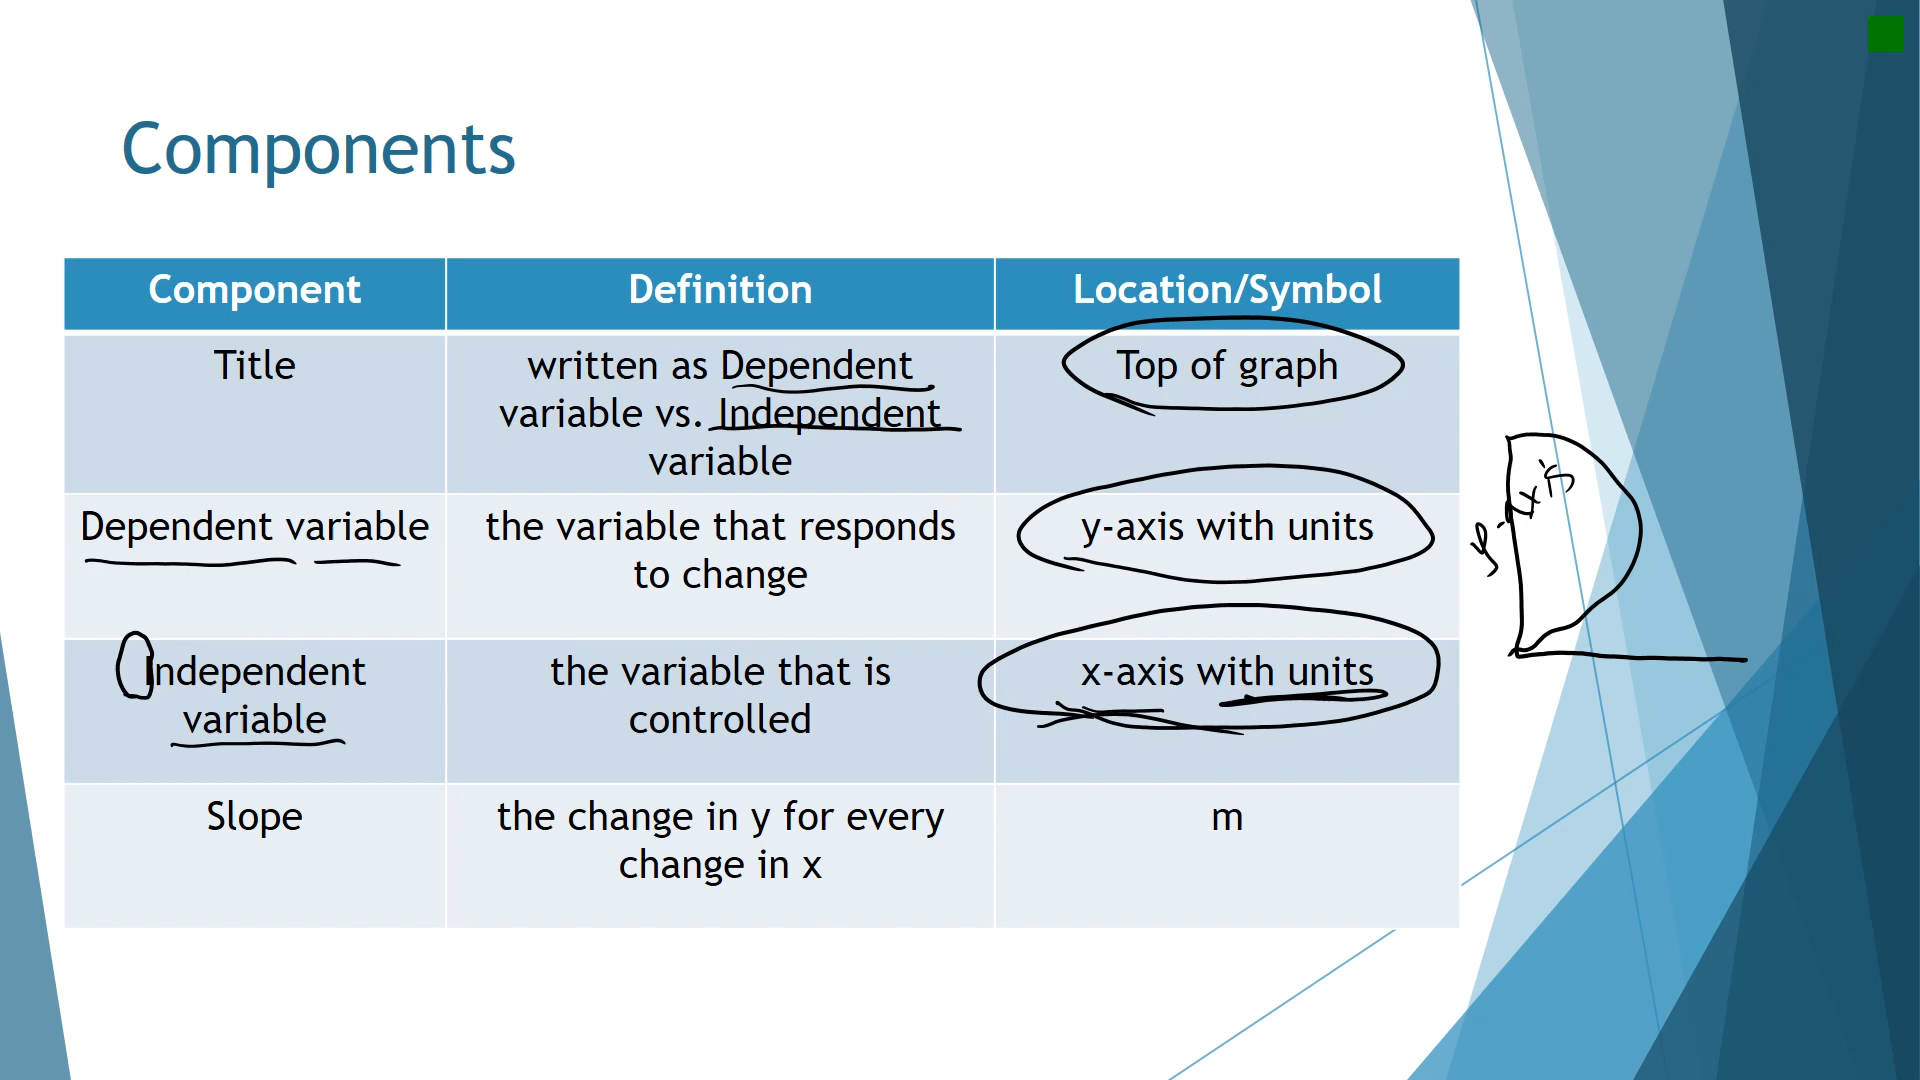 Components
Component
Definition
Location/Symbol
Title
written as Dependent
variable vs. Independent
variable
Top of graph
Dependent variable
the variable that responds
to change
y-axis with units
Independent
variable
the variable that is
controlled
x-axis with units
Slope
the change in y for every
change in x
m
y-axis